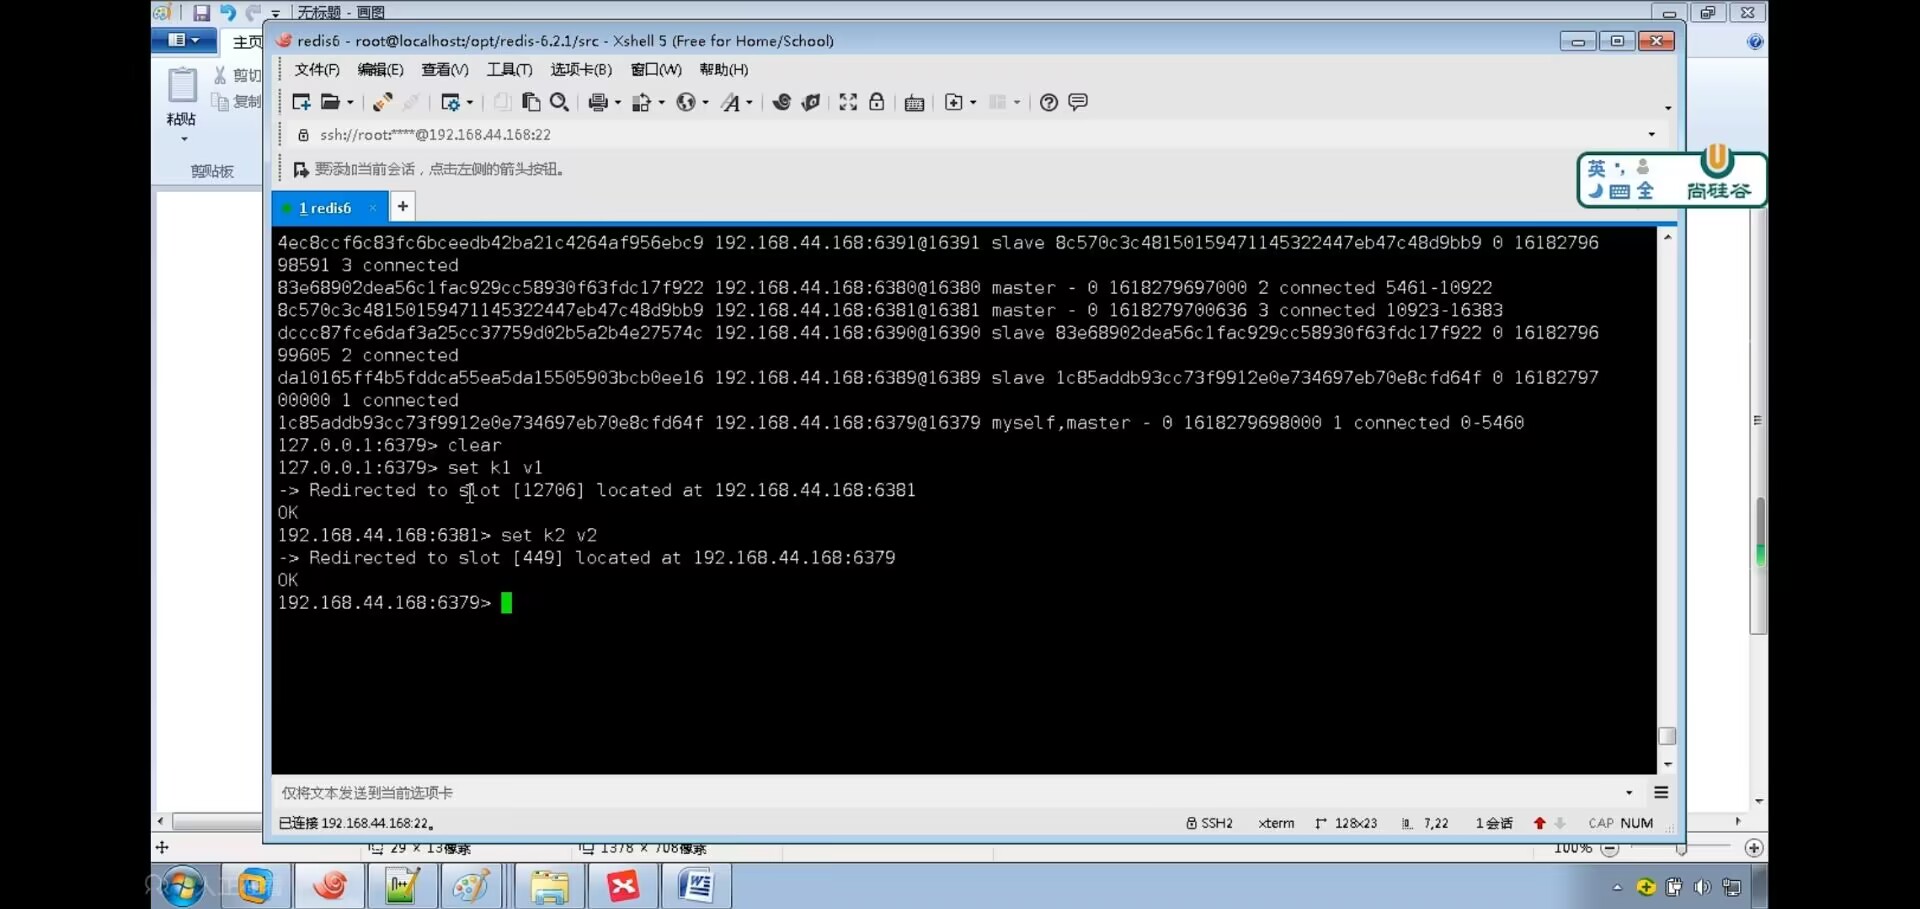 无标题 - 画图
主页
剪切
复制
粘贴
剪贴板
redis6 - root@localhost:/opt/redis-6.2.1/src - Xshell 5 (Free for Home/School)
文件(F) 编辑(E) 查看(V) 工具(T) 选项卡(B) 窗口(W) 帮助(H)
ssh://root:****@192.168.44.168:22
要添加当前会话，点击左侧的箭头按钮。
英
全
尚硅谷
1 redis6 × +
4ec8ccf6c83fc6bceedb42ba21c4264af956ebc9 192.168.44.168:6391@16391 slave 8c570c3c48150159471145322447eb47c48d9bb9 0 16182796
98591 3 connected
83e68902dea56c1fac929cc58930f63fdc17f922 192.168.44.168:6380@16380 master - 0 1618279697000 2 connected 5461-10922
8c570c3c48150159471145322447eb47c48d9bb9 192.168.44.168:6381@16381 master - 0 1618279700636 3 connected 10923-16383
dccc87fce6daf3a25cc37759d02b5a2b4e27574c 192.168.44.168:6390@16390 slave 83e68902dea56c1fac929cc58930f63fdc17f922 0 16182796
99605 2 connected
da10165ff4b5fddca55ea5da15505903bcb0ee16 192.168.44.168:6389@16389 slave 1c85addb93cc73f9912e0e734697eb70e8cfd64f 0 16182797
00000 1 connected
1c85addb93cc73f9912e0e734697eb70e8cfd64f 192.168.44.168:6379@16379 myself,master - 0 1618279698000 1 connected 0-5460
127.0.0.1:6379> clear
127.0.0.1:6379> set k1 v1
-> Redirected to slot [12706] located at 192.168.44.168:6381
OK
192.168.44.168:6381> set k2 v2
-> Redirected to slot [449] located at 192.168.44.168:6379
OK
192.168.44.168:6379>
仅将文本发送到当前选项卡
已连接 192.168.44.168:22。 SSH2 xterm 128x23 7,22 1会话 CAP NUM
29 × 13像素 1378 × 708像素 100%